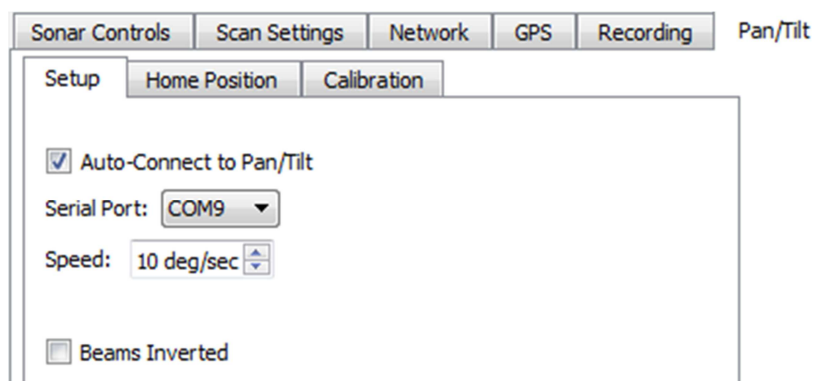 Sonar Controls Scan Settings Network GPS Recording Pan/Tilt
Setup Home Position Calibration
Auto-Connect to Pan/Tilt
Serial Port: COM9
Speed: 10 deg/sec
Beams Inverted